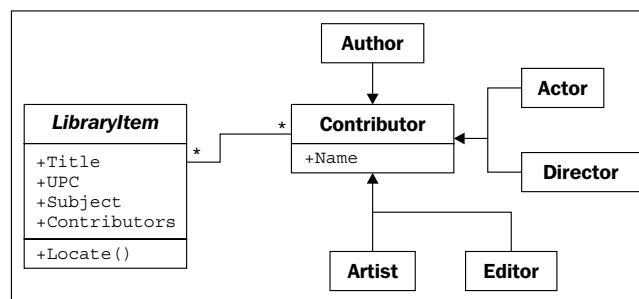 Author
Actor
LibraryItem
+Title
+UPC
+Subject
+Contributors
+Locate()
*
*
Contributor
+Name
Director
Artist
Editor